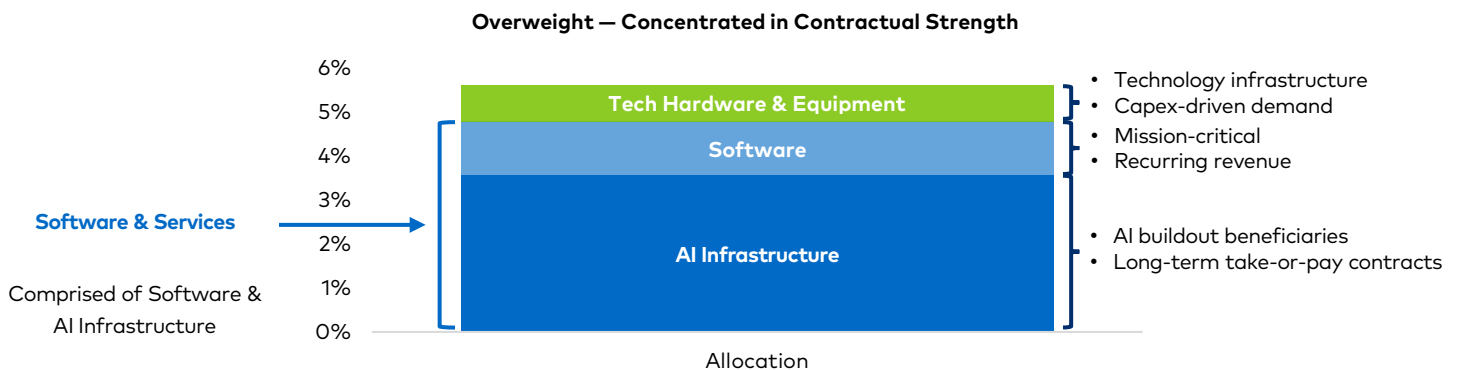 Overweight — Concentrated in Contractual Strength
6%
5%
4%
3%
2%
1%
0%
Tech Hardware & Equipment
Software
AI Infrastructure
Allocation
Software & Services
Comprised of Software &
AI Infrastructure
• Technology infrastructure
• Capex-driven demand
• Mission-critical
• Recurring revenue
• AI buildout beneficiaries
• Long-term take-or-pay contracts